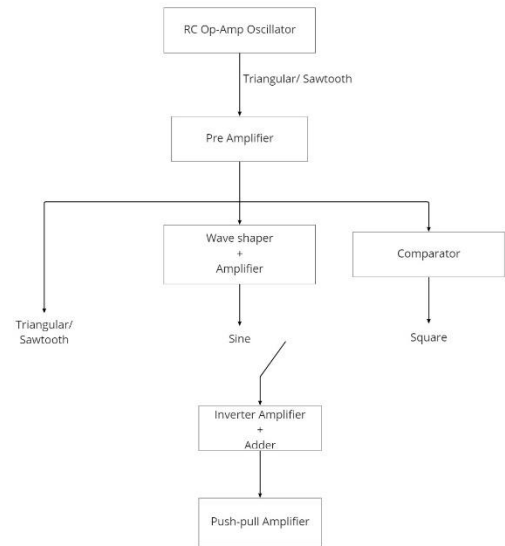 RC Op-Amp Oscillator
Triangular/ Sawtooth
Pre Amplifier
Wave shaper
+
Amplifier
Comparator
Triangular/
Sawtooth
Sine
Square
Inverter Amplifier
+
Adder
Push-pull Amplifier